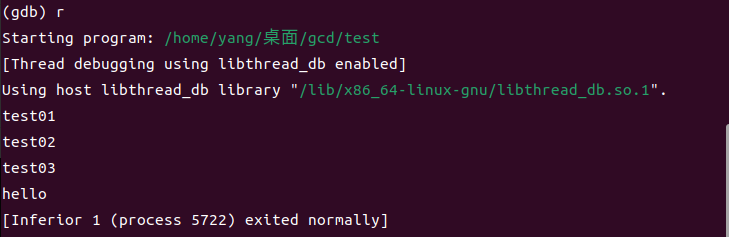 (gdb) r
Starting program: /home/yang/桌面/gcd/test
[Thread debugging using libthread_db enabled]
Using host libthread_db library "/lib/x86_64-linux-gnu/libthread_db.so.1".
test01
test02
test03
hello
[Inferior 1 (process 5722) exited normally]